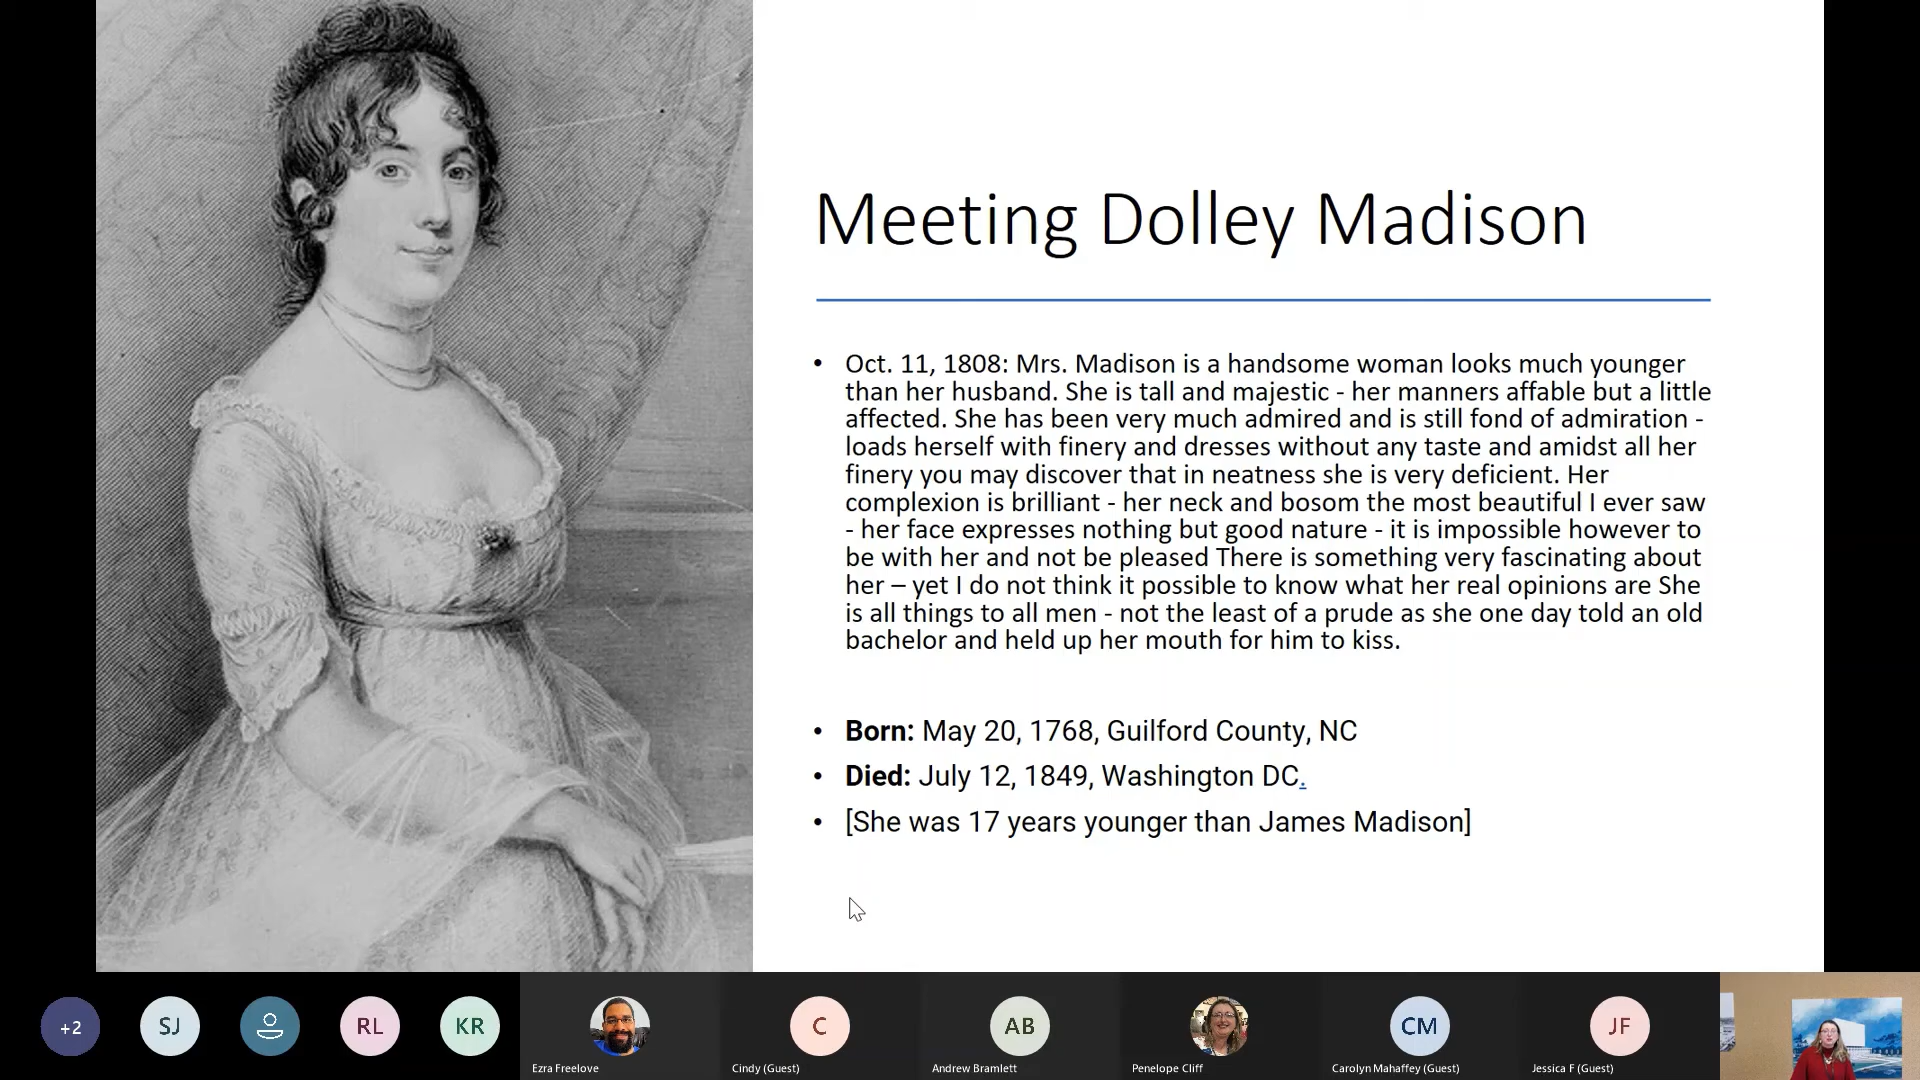 Meeting Dolley Madison
• Oct. 11, 1808: Mrs. Madison is a handsome woman looks much younger
than her husband. She is tall and majestic - her manners affable but a little
affected. She has been very much admired and is still fond of admiration -
loads herself with finery and dresses without any taste and amidst all her
finery you may discover that in neatness she is very deficient. Her
complexion is brilliant - her neck and bosom the most beautiful I ever saw
- her face expresses nothing but good nature - it is impossible however to
be with her and not be pleased There is something very fascinating about
her – yet I do not think it possible to know what her real opinions are She
is all things to all men - not the least of a prude as she one day told an old
bachelor and held up her mouth for him to kiss.
• Born: May 20, 1768, Guilford County, NC
• Died: July 12, 1849, Washington DC.
• [She was 17 years younger than James Madison]
+2
SJ
RL
KR
Ezra Freelove
C
Cindy (Guest)
AB
Andrew Bramlett
Penelope Cliff
CM
Carolyn Mahaffey (Guest)
JF
Jessica F (Guest)